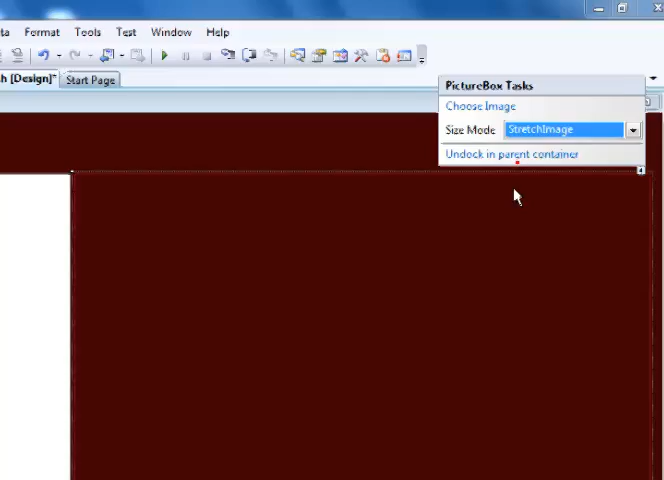 ta Format Tools Test Window Help
h [Design]* Start Page
PictureBox Tasks
Choose Image
Size Mode StretchImage
Undock in parent container